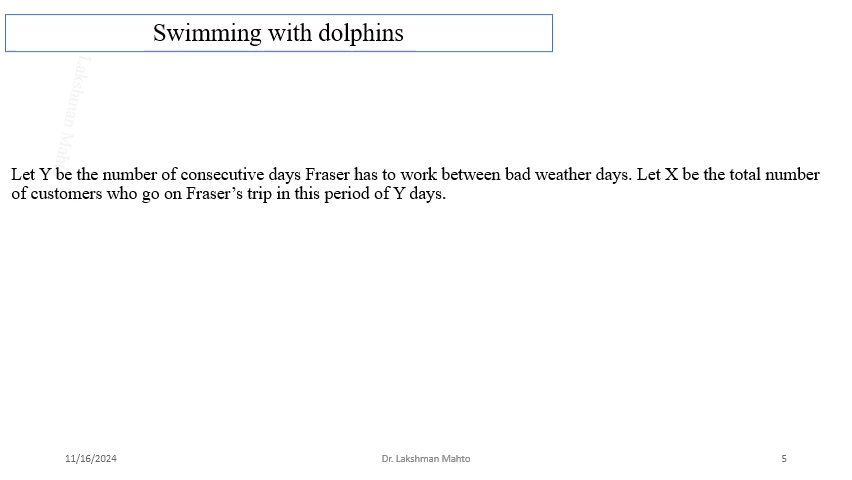 Swimming with dolphins
Lakshman Mah
Let Y be the number of consecutive days Fraser has to work between bad weather days. Let X be the total number
of customers who go on Fraser’s trip in this period of Y days.
11/16/2024
Dr. Lakshman Mahto
5